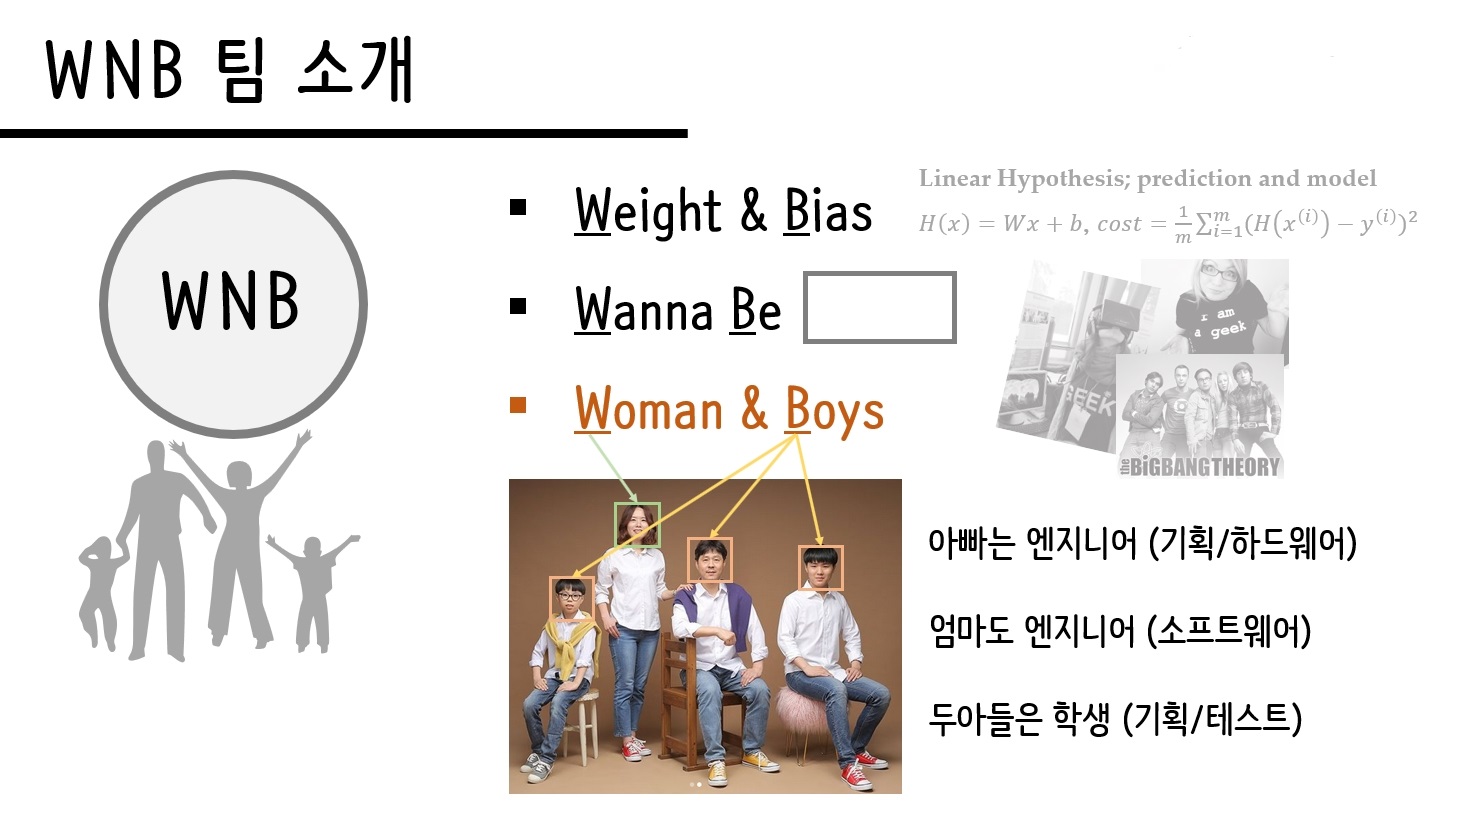 WNB 팀 소개
WNB
▪ Weight & Bias
Linear Hypothesis; prediction and model
H(x) = Wx + b, cost = \frac{1}{m}\sum_{i=1}^{m}(H(x^{(i)}) − y^{(i)})^2
▪ Wanna Be
i am
a geek
GEEK
the BiGBANG THEORY
▪ Woman & Boys
아빠는 엔지니어 (기획/하드웨어)
엄마도 엔지니어 (소프트웨어)
두아들은 학생 (기획/테스트)